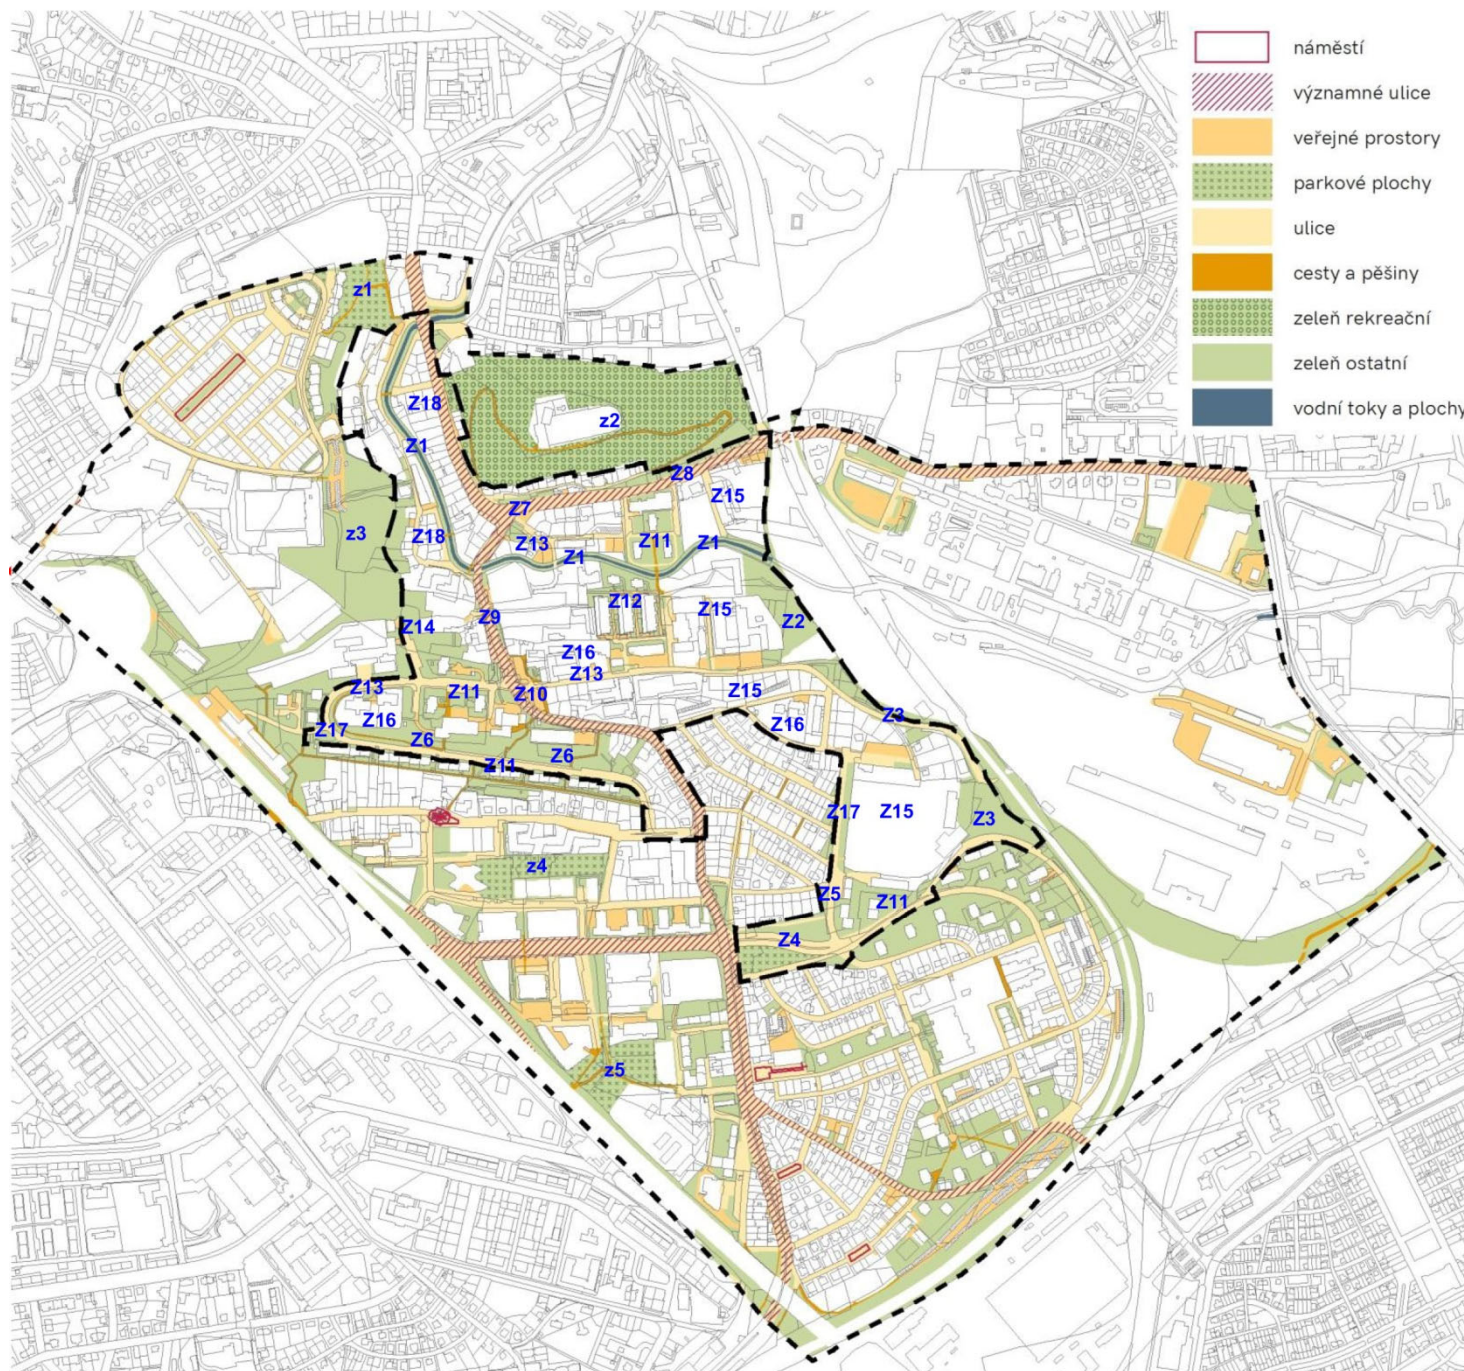 náměstí
významné ulice
veřejné prostory
parkové plochy
ulice
cesty a pěšiny
zeleň rekreační
zeleň ostatní
vodní toky a plochy
z1
Z18
z2
Z1
Z8
Z15
Z7
z3
Z18
Z13
Z11
Z1
Z1
Z12
Z15
Z9
Z2
Z14
Z16
Z13
Z13
Z11
Z10
Z15
Z16
Z17
Z16
Z3
Z6
Z6
Z11
Z17
Z15
Z3
z4
Z5
Z11
Z4
z5